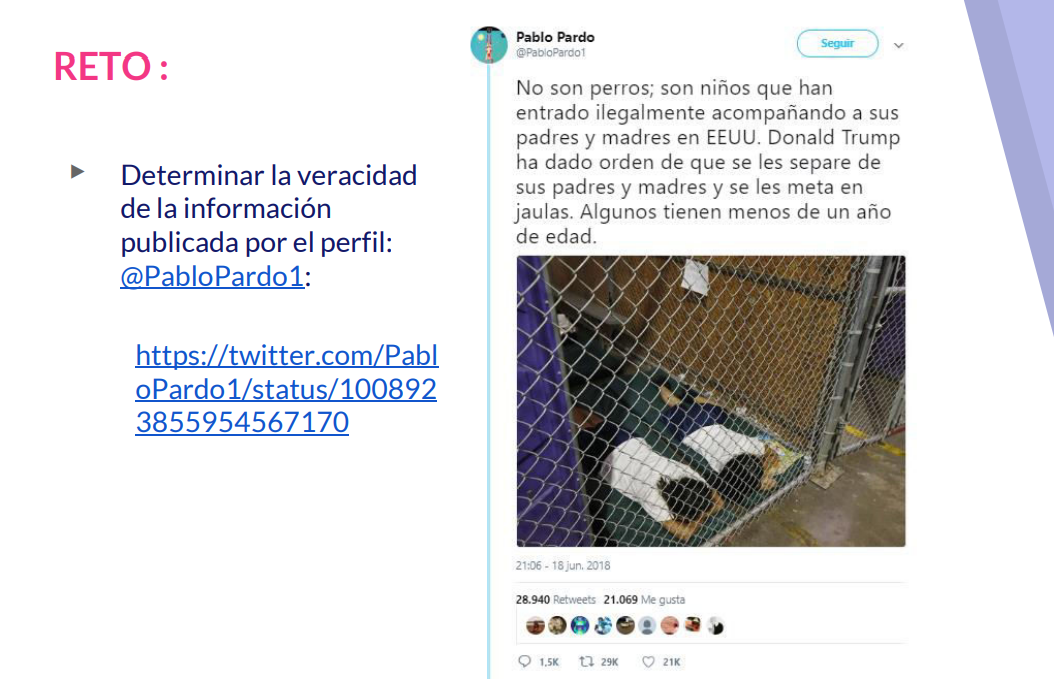 RETO :
Determinar la veracidad
de la información
publicada por el perfil:
@PabloPardo1:
https://twitter.com/Pabl
oPardo1/status/100892
3855954567170
Pablo Pardo
@PabloPardo1
Seguir
No son perros; son niños que han
entrado ilegalmente acompañando a sus
padres y madres en EEUU. Donald Trump
ha dado orden de que se les separe de
sus padres y madres y se les meta en
jaulas. Algunos tienen menos de un año
de edad.
21:06 - 18 jun. 2018
28.940 Retweets 21.069 Me gusta
1,5K 29K 21K